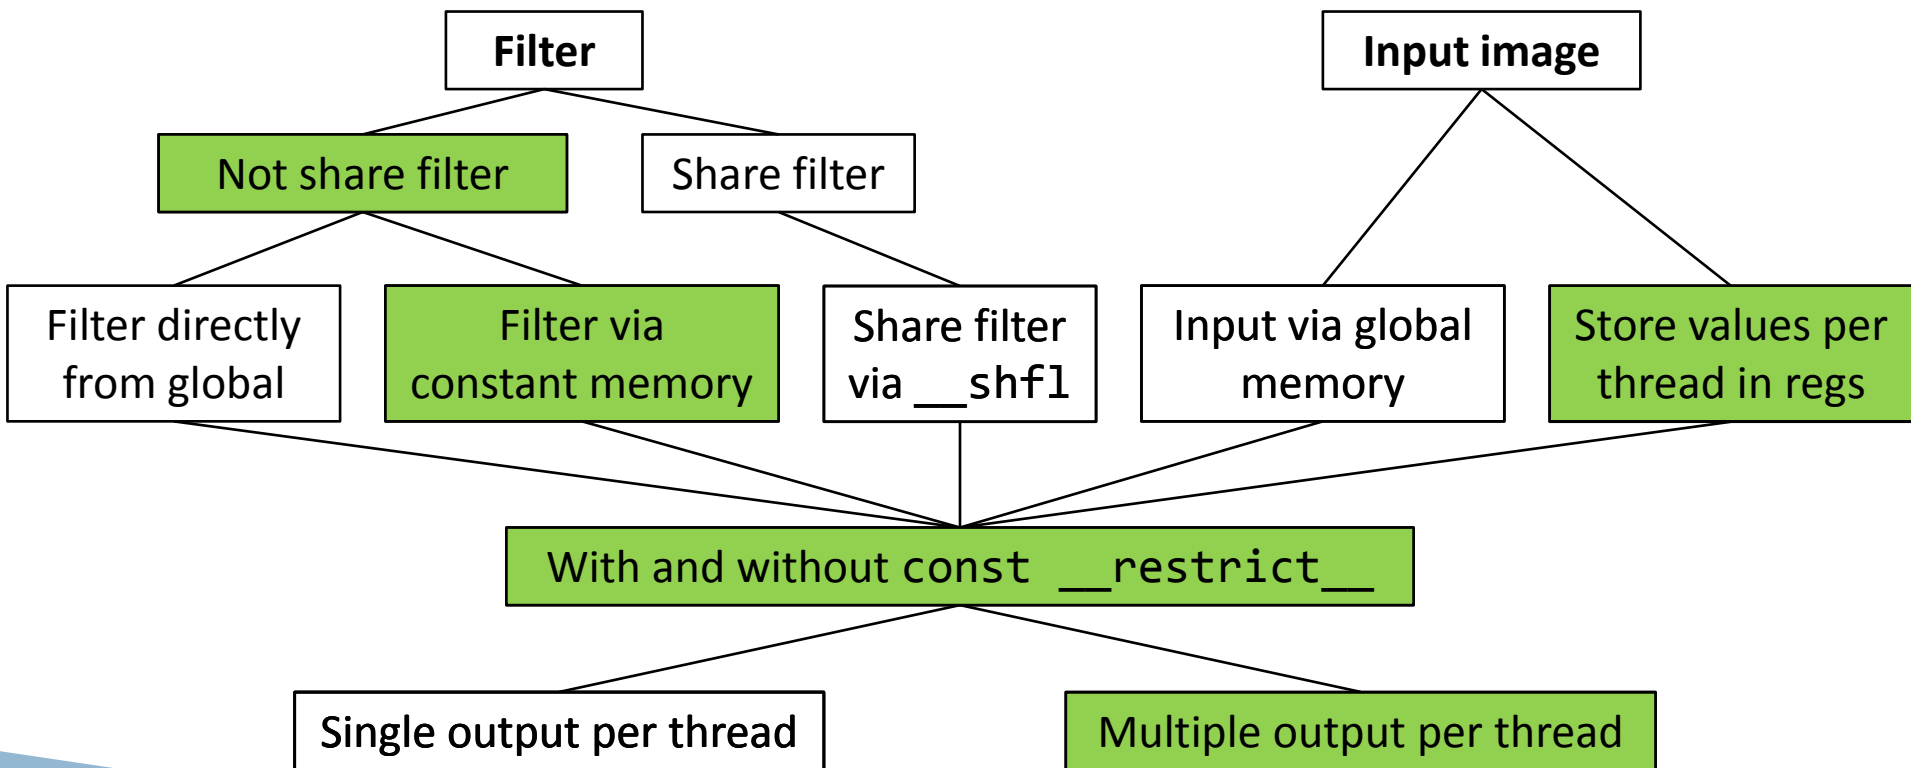 Filter
Input image
Not share filter
Share filter
Filter directly
from global
Filter via
constant memory
Share filter
via __shfl
Input via global
memory
Store values per
thread in regs
With and without const __restrict__
Single output per thread
Multiple output per thread